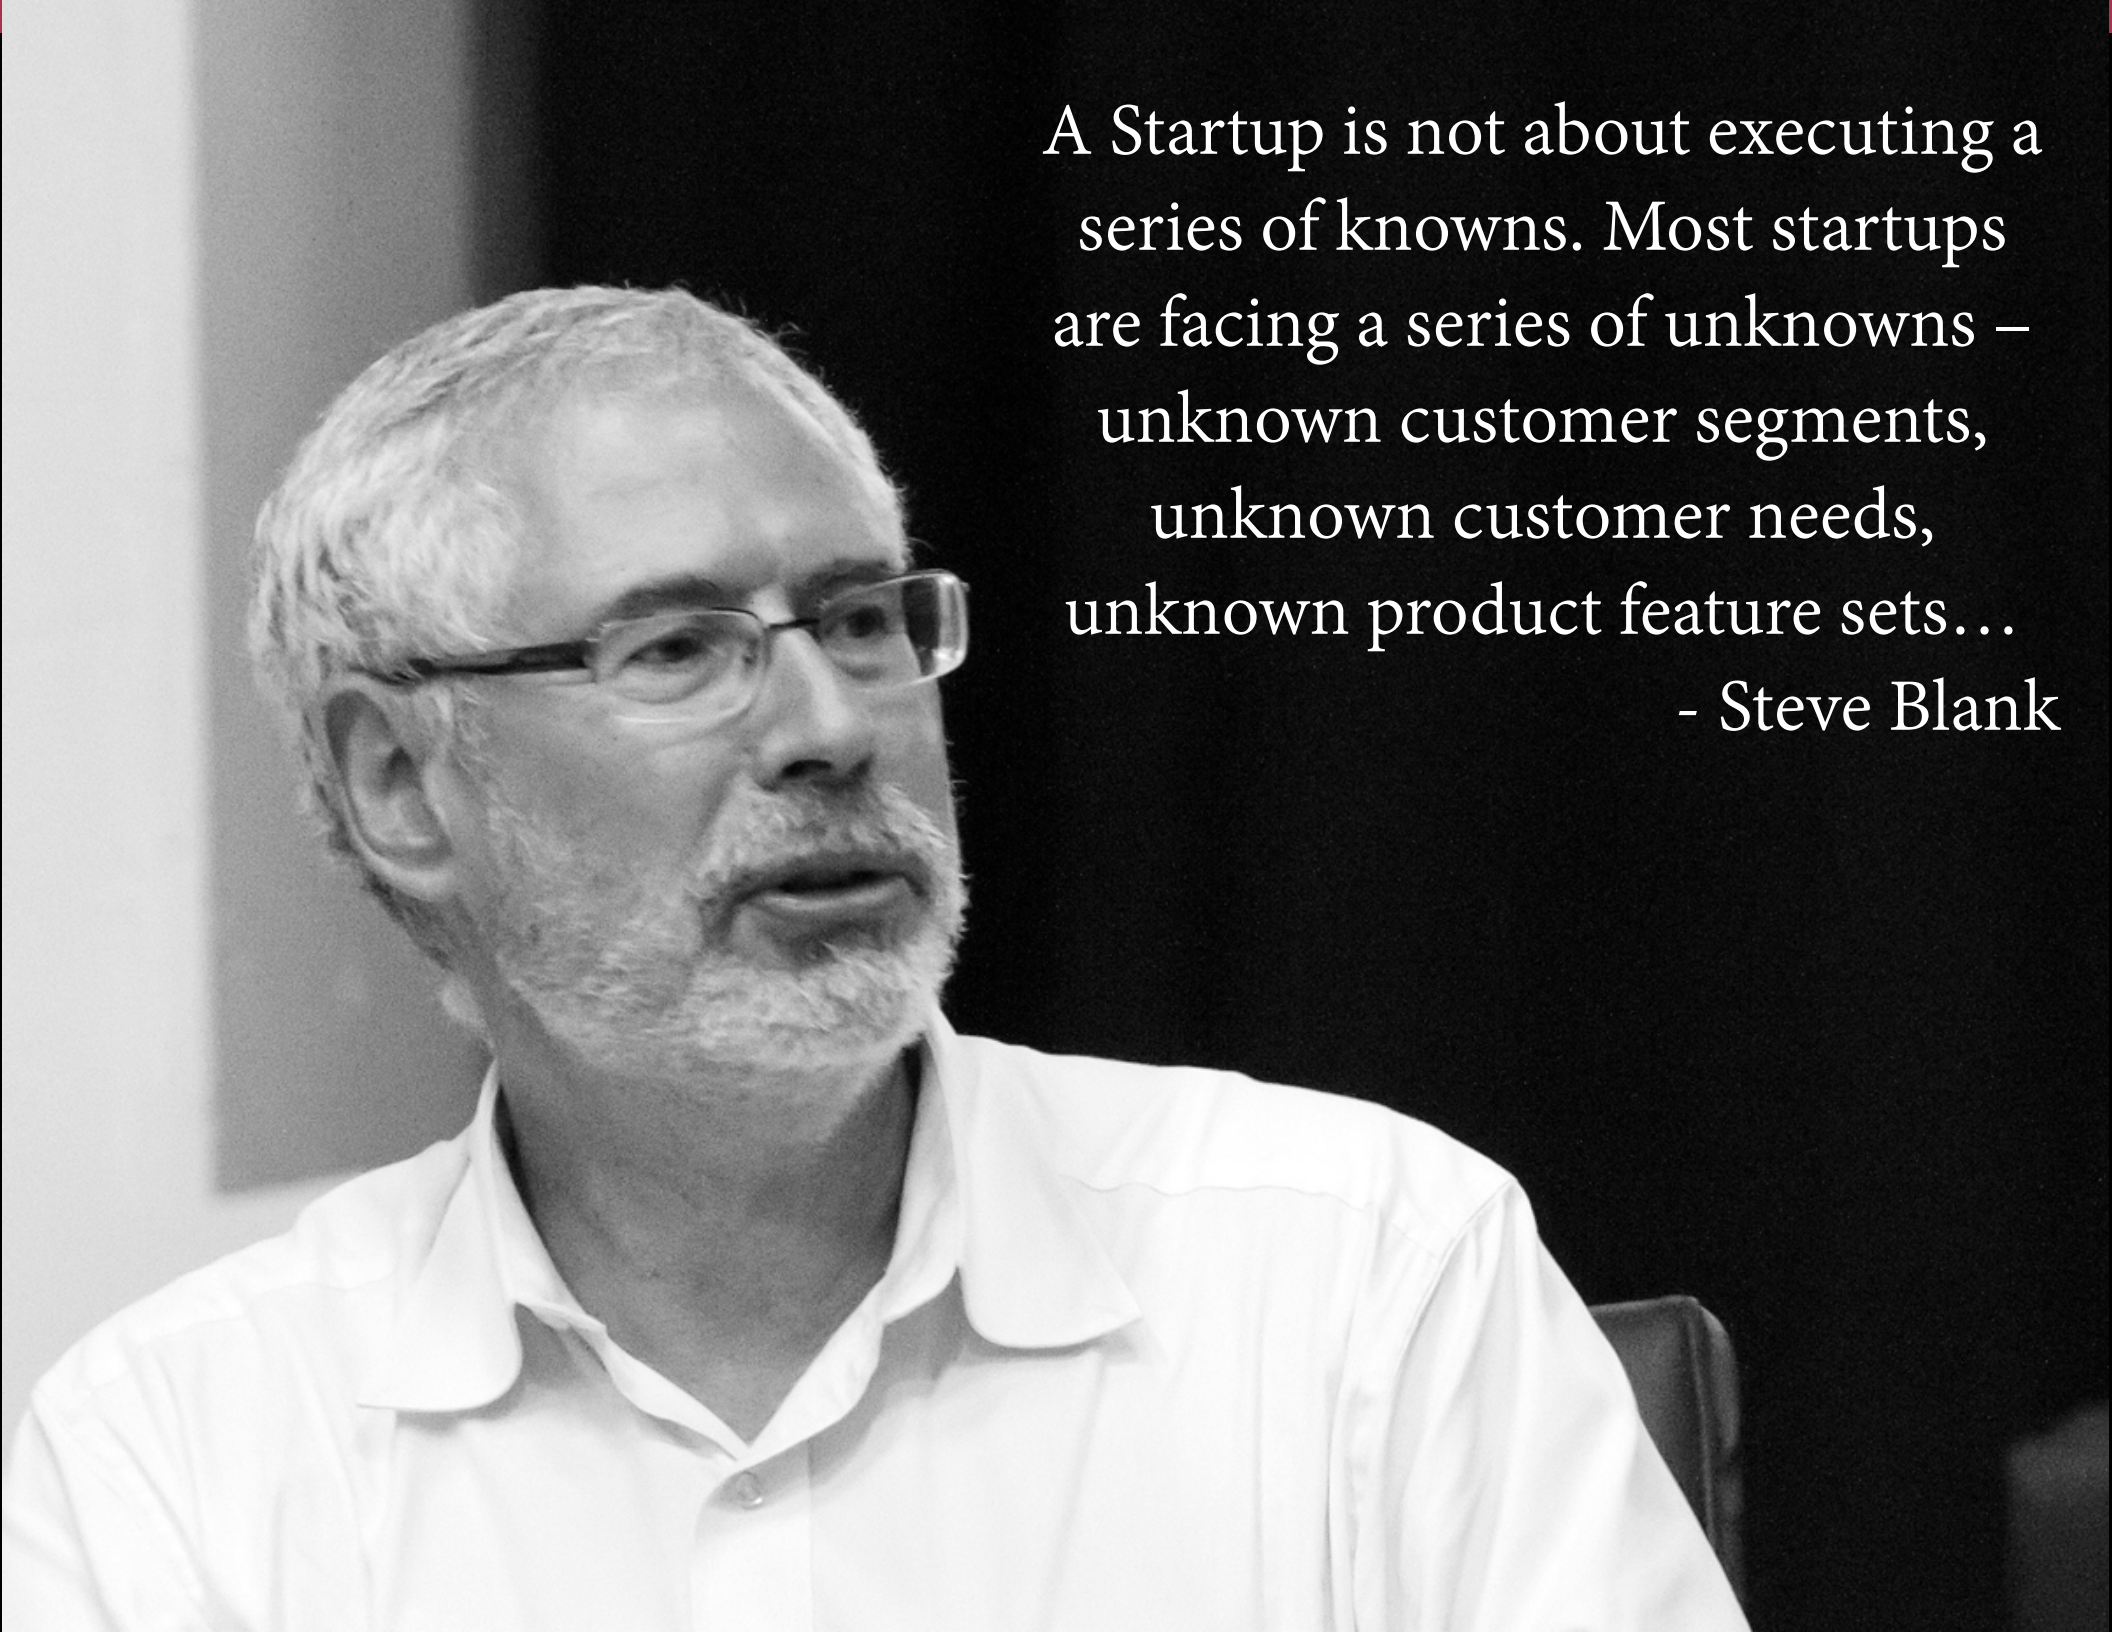 A Startup is not about executing a
series of knowns. Most startups
are facing a series of unknowns –
unknown customer segments,
unknown customer needs,
unknown product feature sets…
- Steve Blank